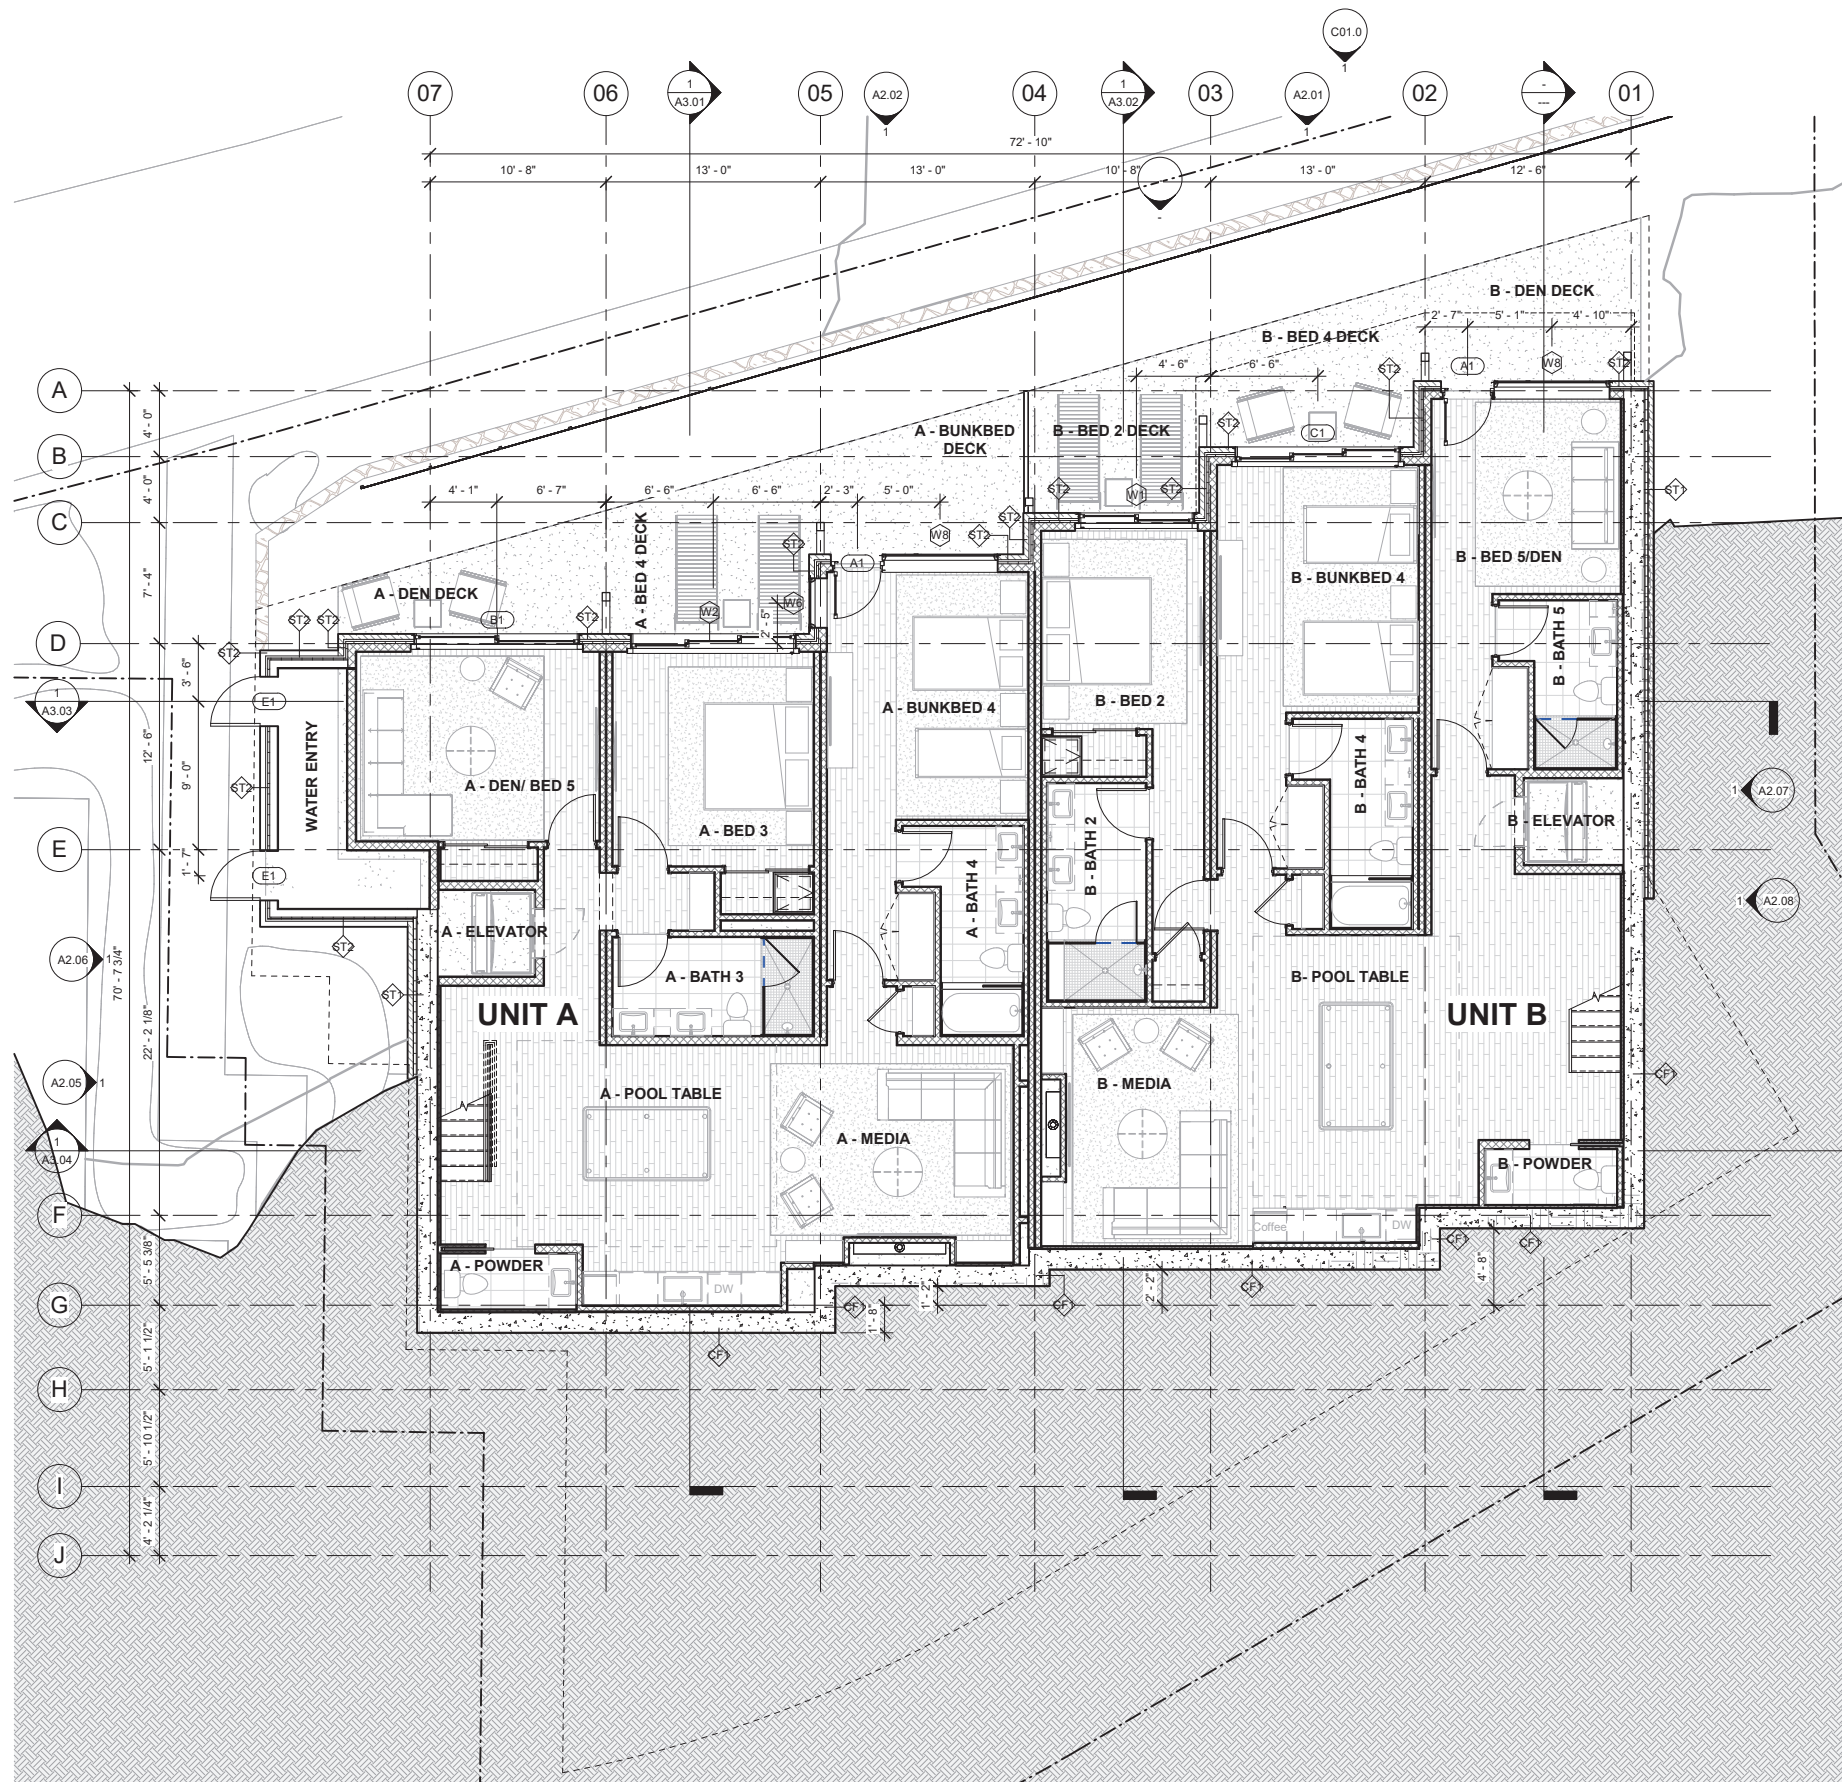 C01.0
1
07
06
1
A3.01
05
A2.02
1
04
1
A3.02
03
A2.01
1
02
-
---
01
72' - 10"
10' - 8"
13' - 0"
13' - 0"
10' - 8"
13' - 0"
12' - 6"
-
B - DEN DECK
2' - 7"
5' - 1"
4' - 10"
B - BED 4 DECK
4' - 6"
6' - 6"
ST2
A1
W8
ST2
A
4' - 0"
A - BUNKBED
DECK
B - BED 2 DECK
ST2
C1
B
4' - 0"
4' - 1"
6' - 7"
6' - 6"
6' - 6"
2' - 3"
5' - 0"
ST2
W1
ST2
ST1
C
A - BED 4 DECK
ST2
W8
ST2
ST2
B - BED 5/DEN
7' - 4"
A1
B - BUNKBED 4
A - DEN DECK
B1
ST2
W2
W6
2' - 5"
ST2
ST2
ST2
D
B - BATH 5
3' - 6"
1
A3.03
E1
B - BED 2
A - BUNKBED 4
12' - 6"
9' - 0"
ST2
WATER ENTRY
A - DEN/ BED 5
B - BATH 4
1
A2.07
A - BED 3
B - BATH 2
B - ELEVATOR
E
1' - 7"
E1
A - BATH 4
1
A2.08
A - ELEVATOR
ST2
A2.06
1
70' - 7 3/4"
A - BATH 3
B- POOL TABLE
ST1
UNIT A
UNIT B
22' - 2 1/8"
A2.05
1
B - MEDIA
CF1
A - POOL TABLE
1
A3.04
A - MEDIA
B - POWDER
F
Coffee
DW
CF1
CF1
5' - 5 3/8"
A - POWDER
DW
CF1
4' - 8"
2' - 2"
1' - 2"
CF1
CF1
1' - 8"
G
5' - 1 1/2"
CF1
H
5' - 10 1/2"
I
4' - 2 1/4"
J